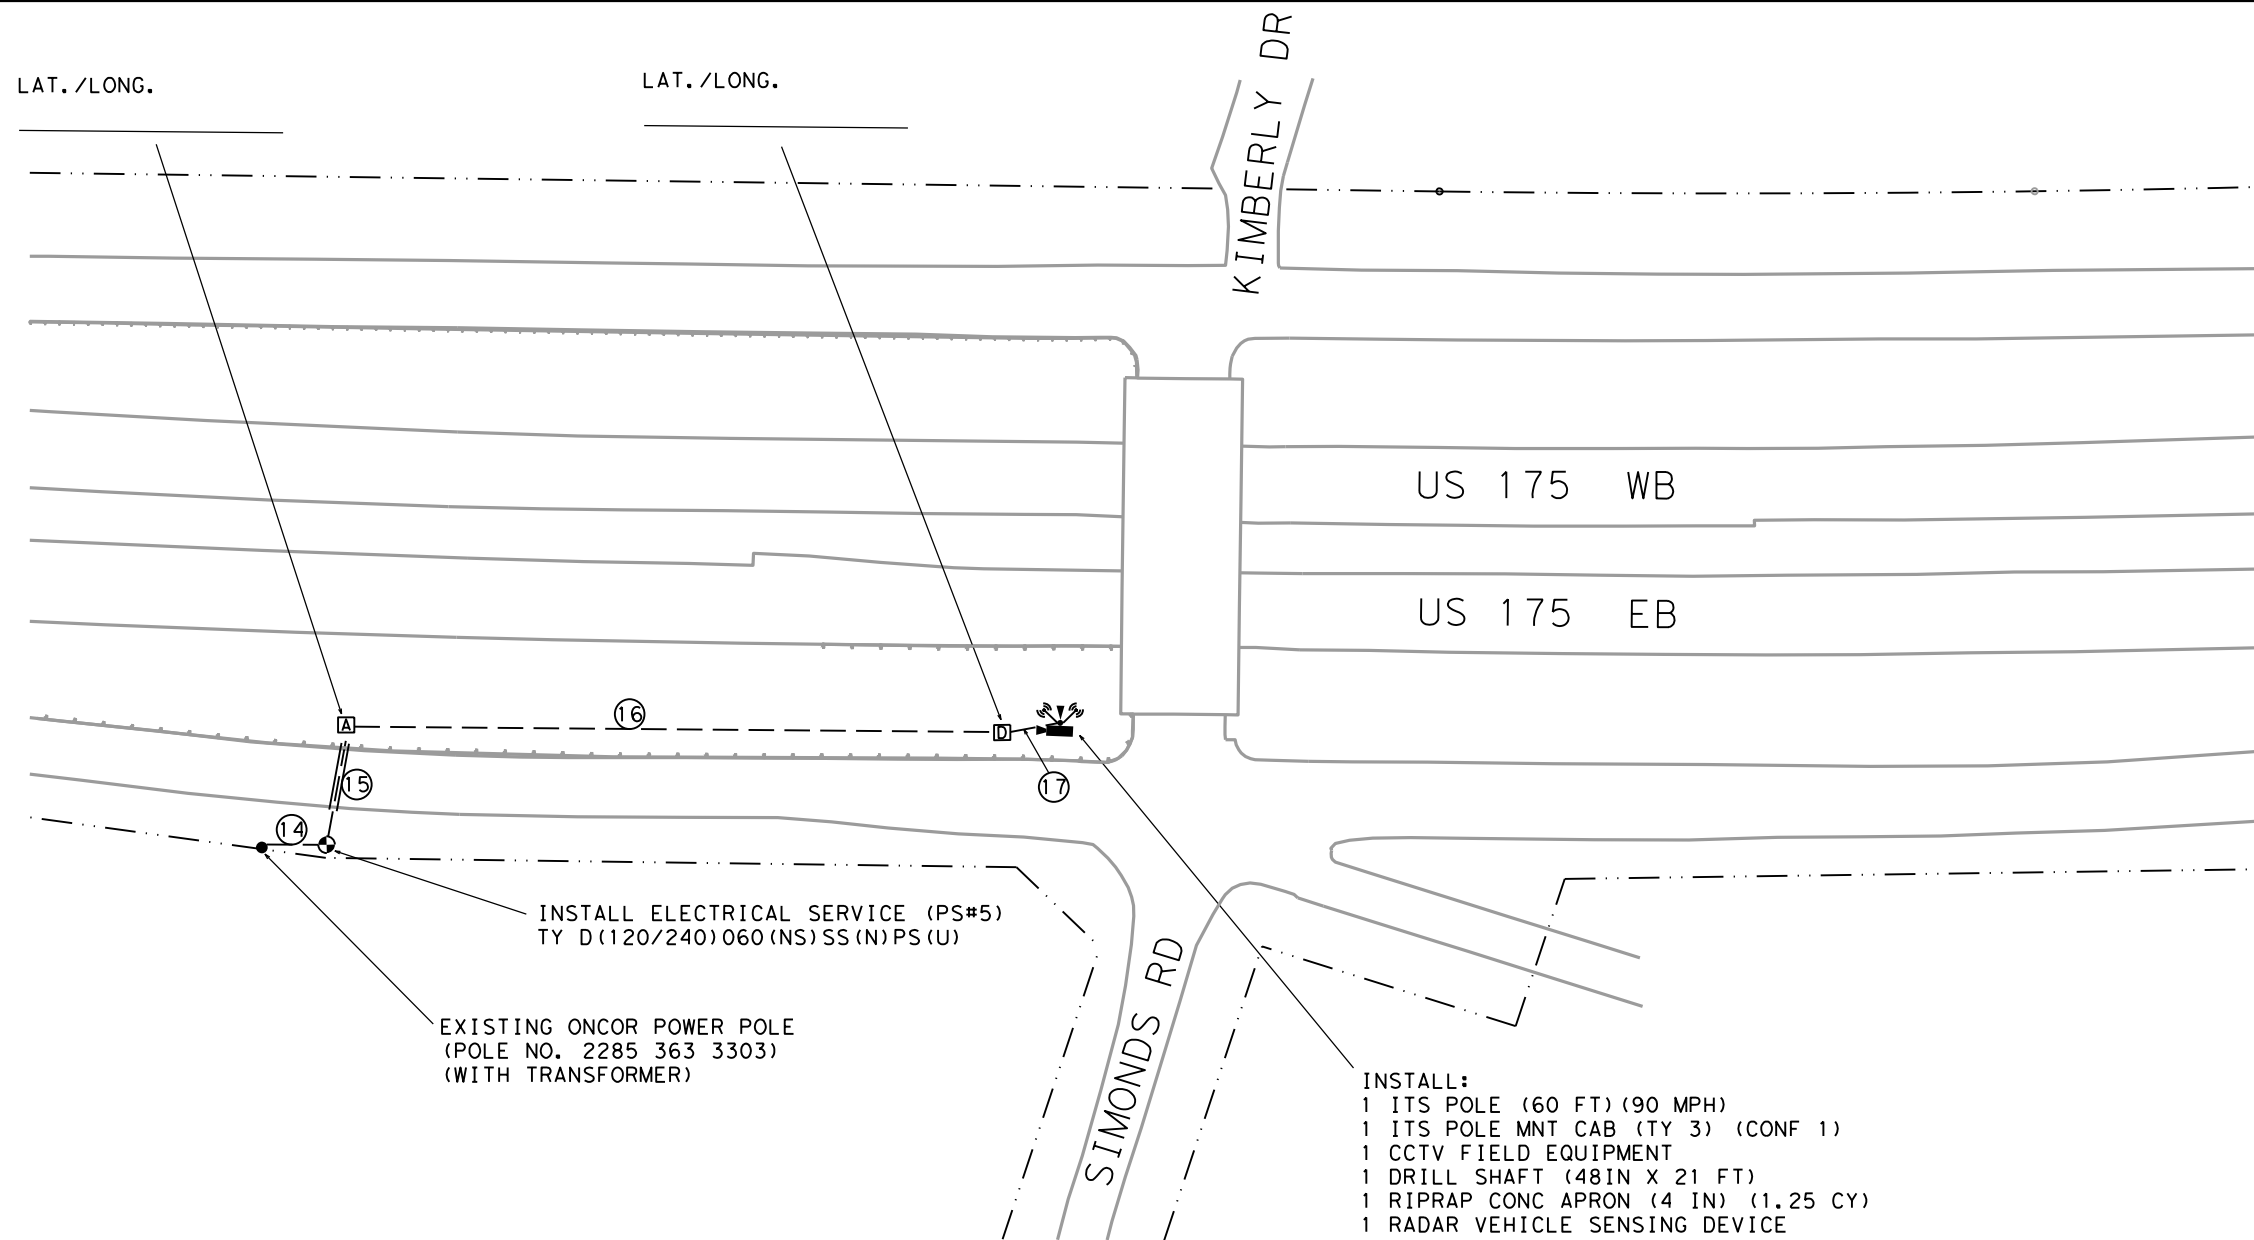 KIMBERLY DR
LAT./LONG.
LAT./LONG.
US 175 WB
US 175 EB
A
16
D
15
17
14
INSTALL ELECTRICAL SERVICE (PS#5)
TY D(120/240)060(NS)SS(N)PS(U)
EXISTING ONCOR POWER POLE
(POLE NO. 2285 363 3303)
(WITH TRANSFORMER)
SIMONDS RD
INSTALL:
1 ITS POLE (60 FT)(90 MPH)
1 ITS POLE MNT CAB (TY 3) (CONF 1)
1 CCTV FIELD EQUIPMENT
1 DRILL SHAFT (48IN X 21 FT)
1 RIPRAP CONC APRON (4 IN) (1.25 CY)
1 RADAR VEHICLE SENSING DEVICE